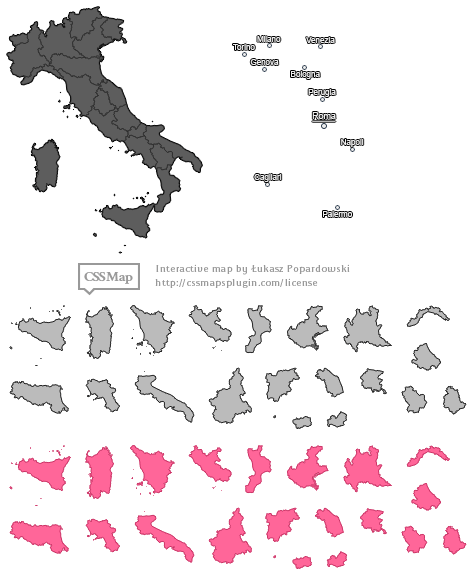 Milano
Venezia
Torino
Genova
Bologna
Perugia
Roma
Napoli
Cagliari
Palermo
CSSMap
Interactive map by Łukasz Popardowski
http://cssmapsplugin.com/license